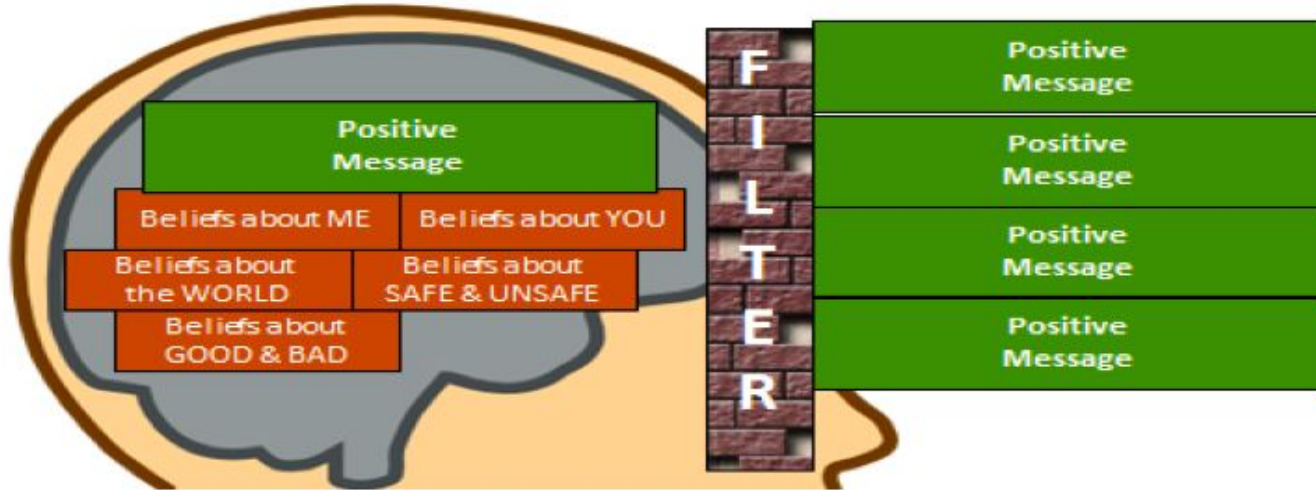 Positive
Message
Beliefs about ME
Beliefs about YOU
Beliefs about
the WORLD
Beliefs about
SAFE & UNSAFE
Beliefs about
GOOD & BAD
FILTER
Positive
Message
Positive
Message
Positive
Message
Positive
Message